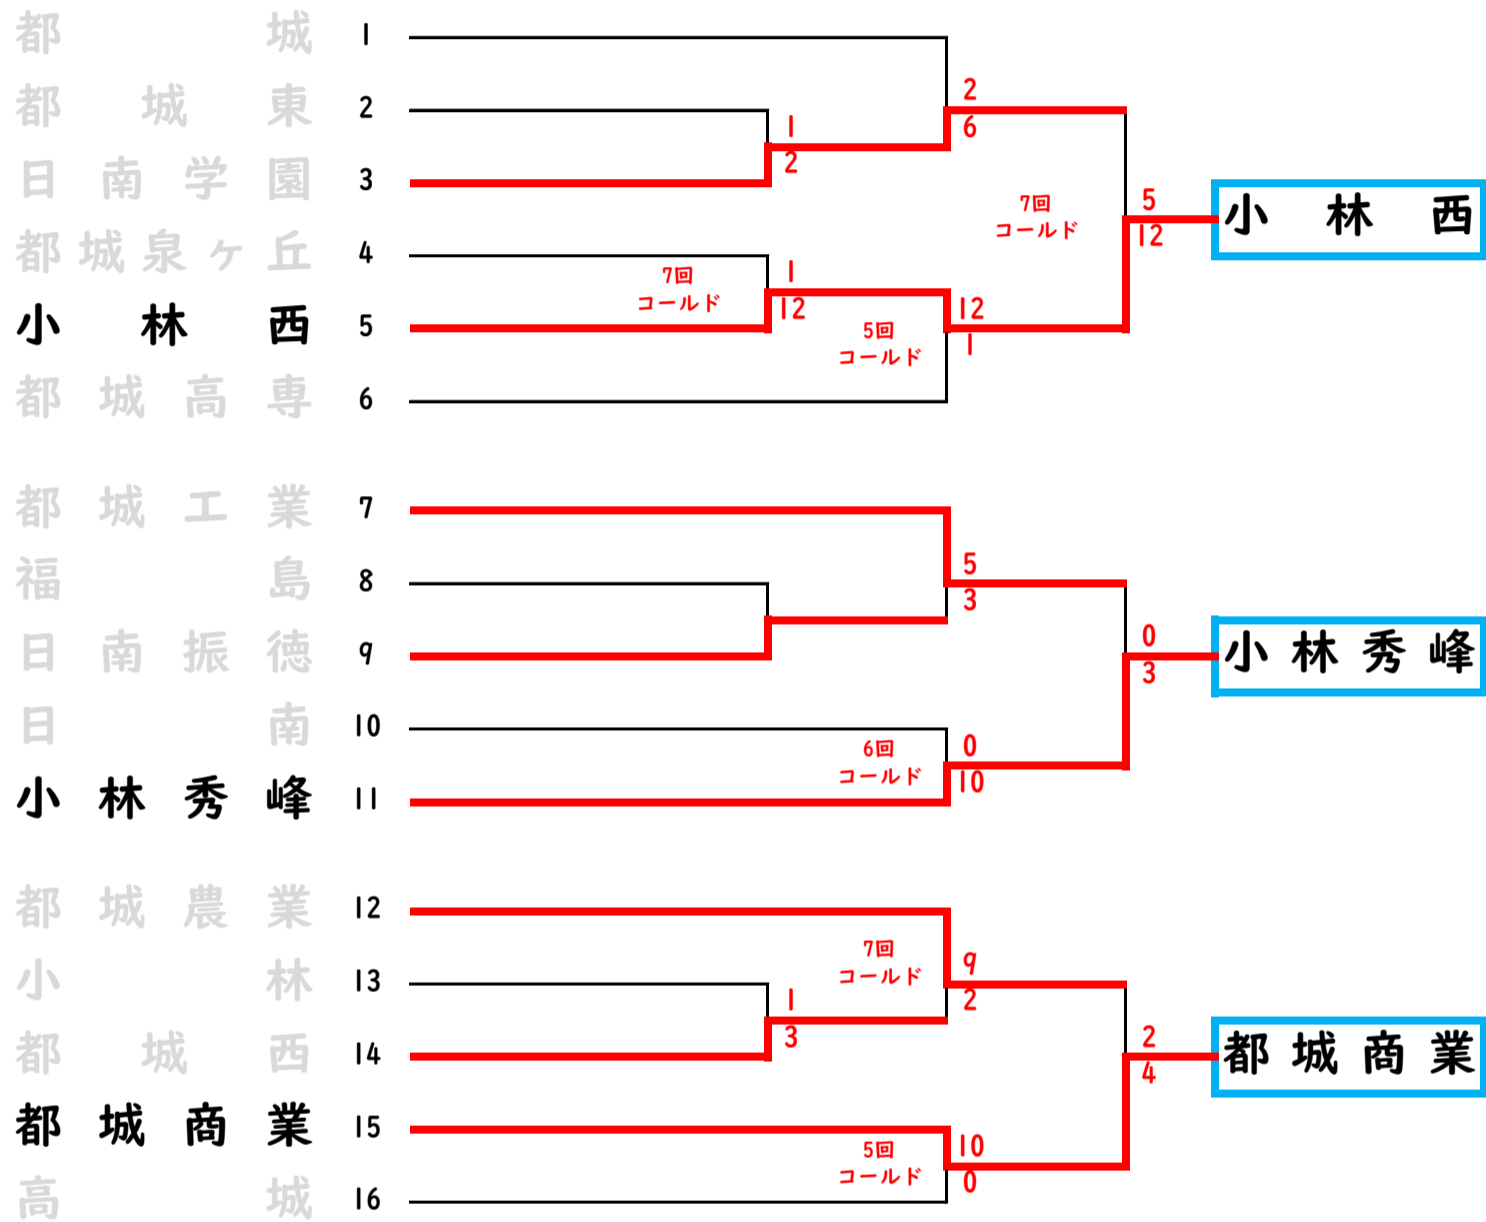 都城 1
2
都城東 2
1
6
2
日南学園 3
7回
5
小林西
コールド
12
都城泉ヶ丘 4
7回
1
コールド
12
12
小林西 5
5回
1
コールド
都城高専 6
都城工業 7
5
福島 8
3
0
日南振徳 9
小林秀峰
3
日南 10
6回
0
コールド
10
小林秀峰 11
都城農業 12
7回
9
コールド
小林 13
1
2
3
2
都城西 14
都城商業
4
都城商業 15
5回
10
コールド
0
高城 16